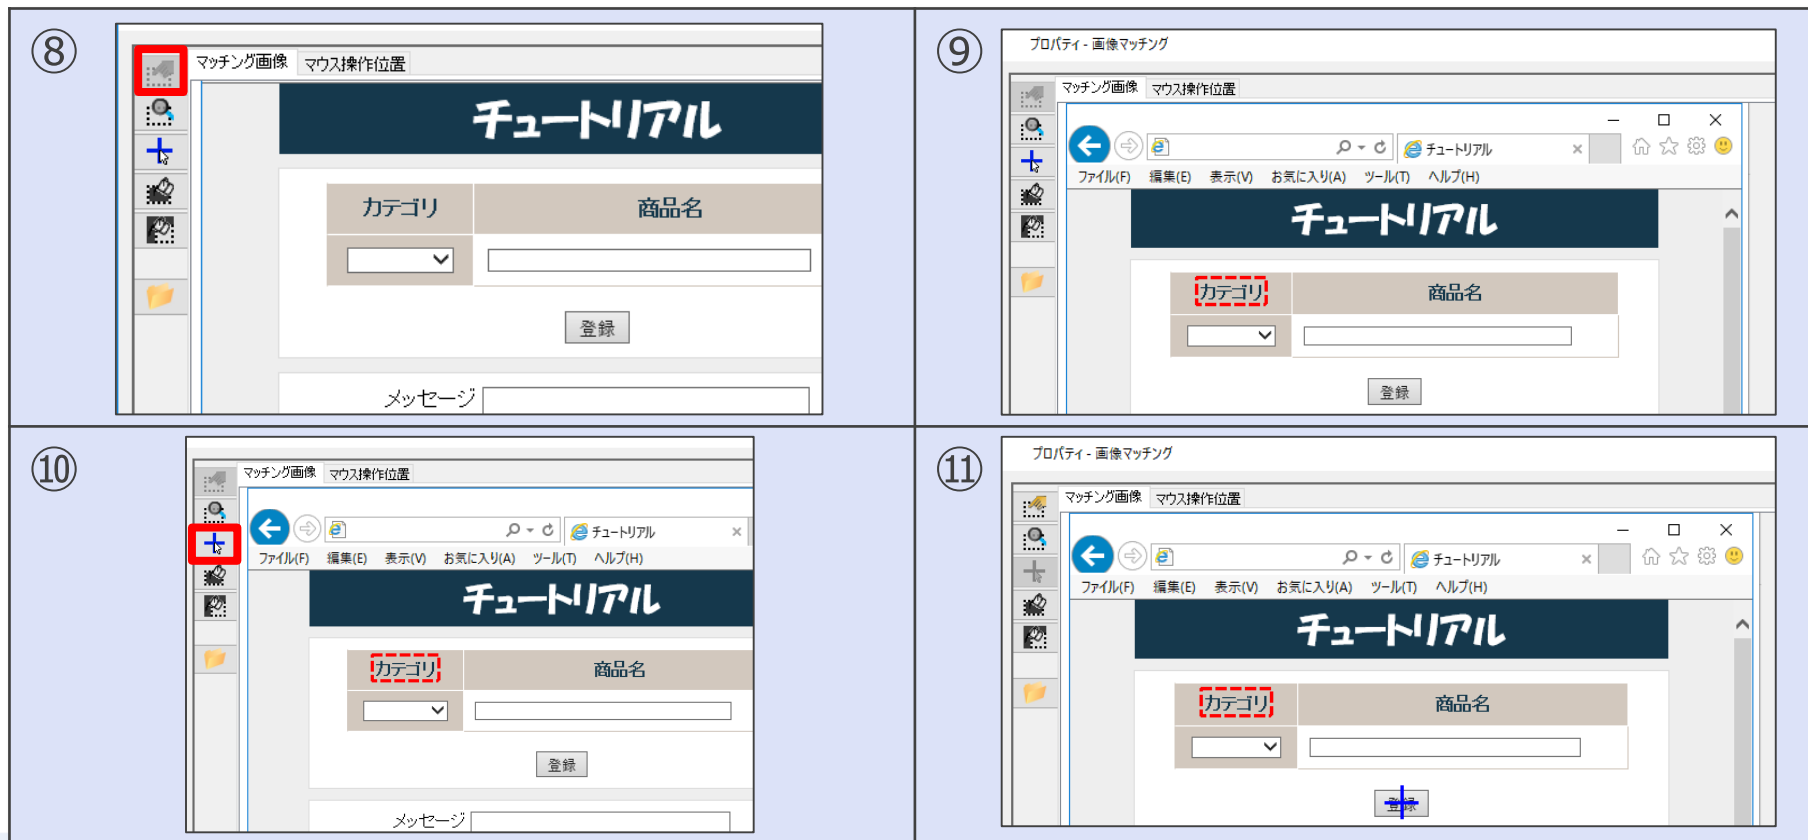 ⑧
マッチング画像 マウス操作位置
チュートリアル
カテゴリ 商品名
登録
メッセージ
⑨
プロパティ - 画像マッチング
マッチング画像 マウス操作位置
チュートリアル
ファイル(F) 編集(E) 表示(V) お気に入り(A) ツール(T) ヘルプ(H)
チュートリアル
カテゴリ 商品名
登録
⑩
マッチング画像 マウス操作位置
チュートリアル
ファイル(F) 編集(E) 表示(V) お気に入り(A) ツール(T) ヘルプ(H)
チュートリアル
カテゴリ 商品名
登録
メッセージ
⑪
プロパティ - 画像マッチング
マッチング画像 マウス操作位置
チュートリアル
ファイル(F) 編集(E) 表示(V) お気に入り(A) ツール(T) ヘルプ(H)
チュートリアル
カテゴリ 商品名
登録